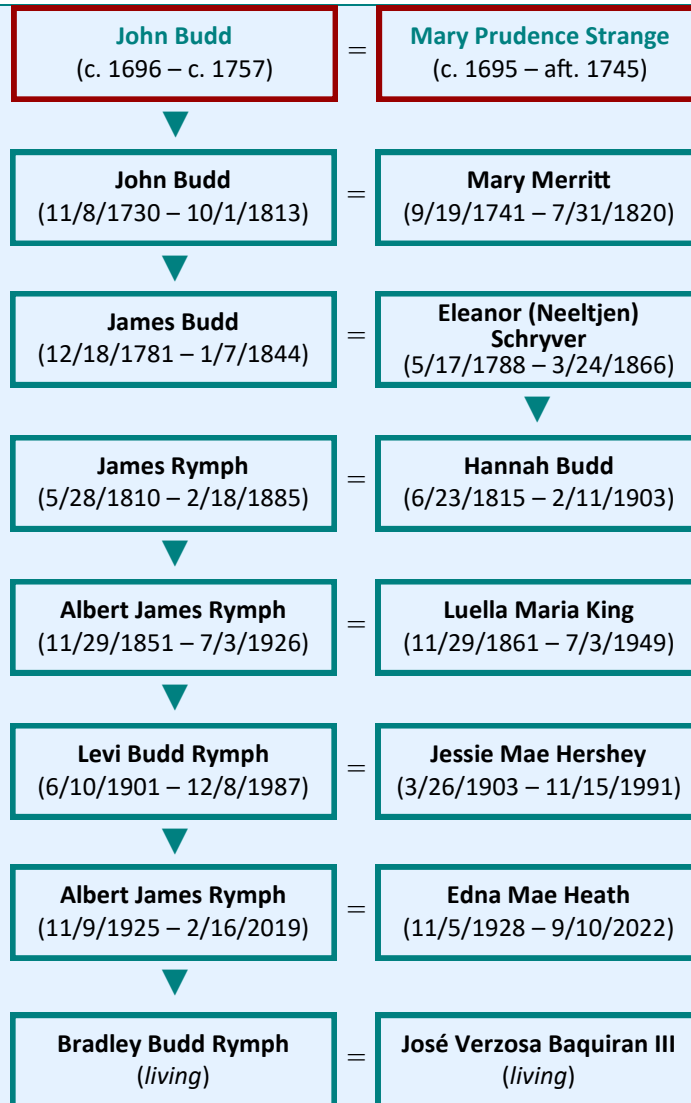 John Budd
(c. 1696 – c. 1757)
=
Mary Prudence Strange
(c. 1695 – aft. 1745)
John Budd
(11/8/1730 – 10/1/1813)
=
Mary Merritt
(9/19/1741 – 7/31/1820)
James Budd
(12/18/1781 – 1/7/1844)
=
Eleanor (Neeltjen)
Schryver
(5/17/1788 – 3/24/1866)
James Rymph
(5/28/1810 – 2/18/1885)
=
Hannah Budd
(6/23/1815 – 2/11/1903)
Albert James Rymph
(11/29/1851 – 7/3/1926)
=
Luella Maria King
(11/29/1861 – 7/3/1949)
Levi Budd Rymph
(6/10/1901 – 12/8/1987)
=
Jessie Mae Hershey
(3/26/1903 – 11/15/1991)
Albert James Rymph
(11/9/1925 – 2/16/2019)
=
Edna Mae Heath
(11/5/1928 – 9/10/2022)
Bradley Budd Rymph
(living)
=
José Verzosa Baquiran III
(living)